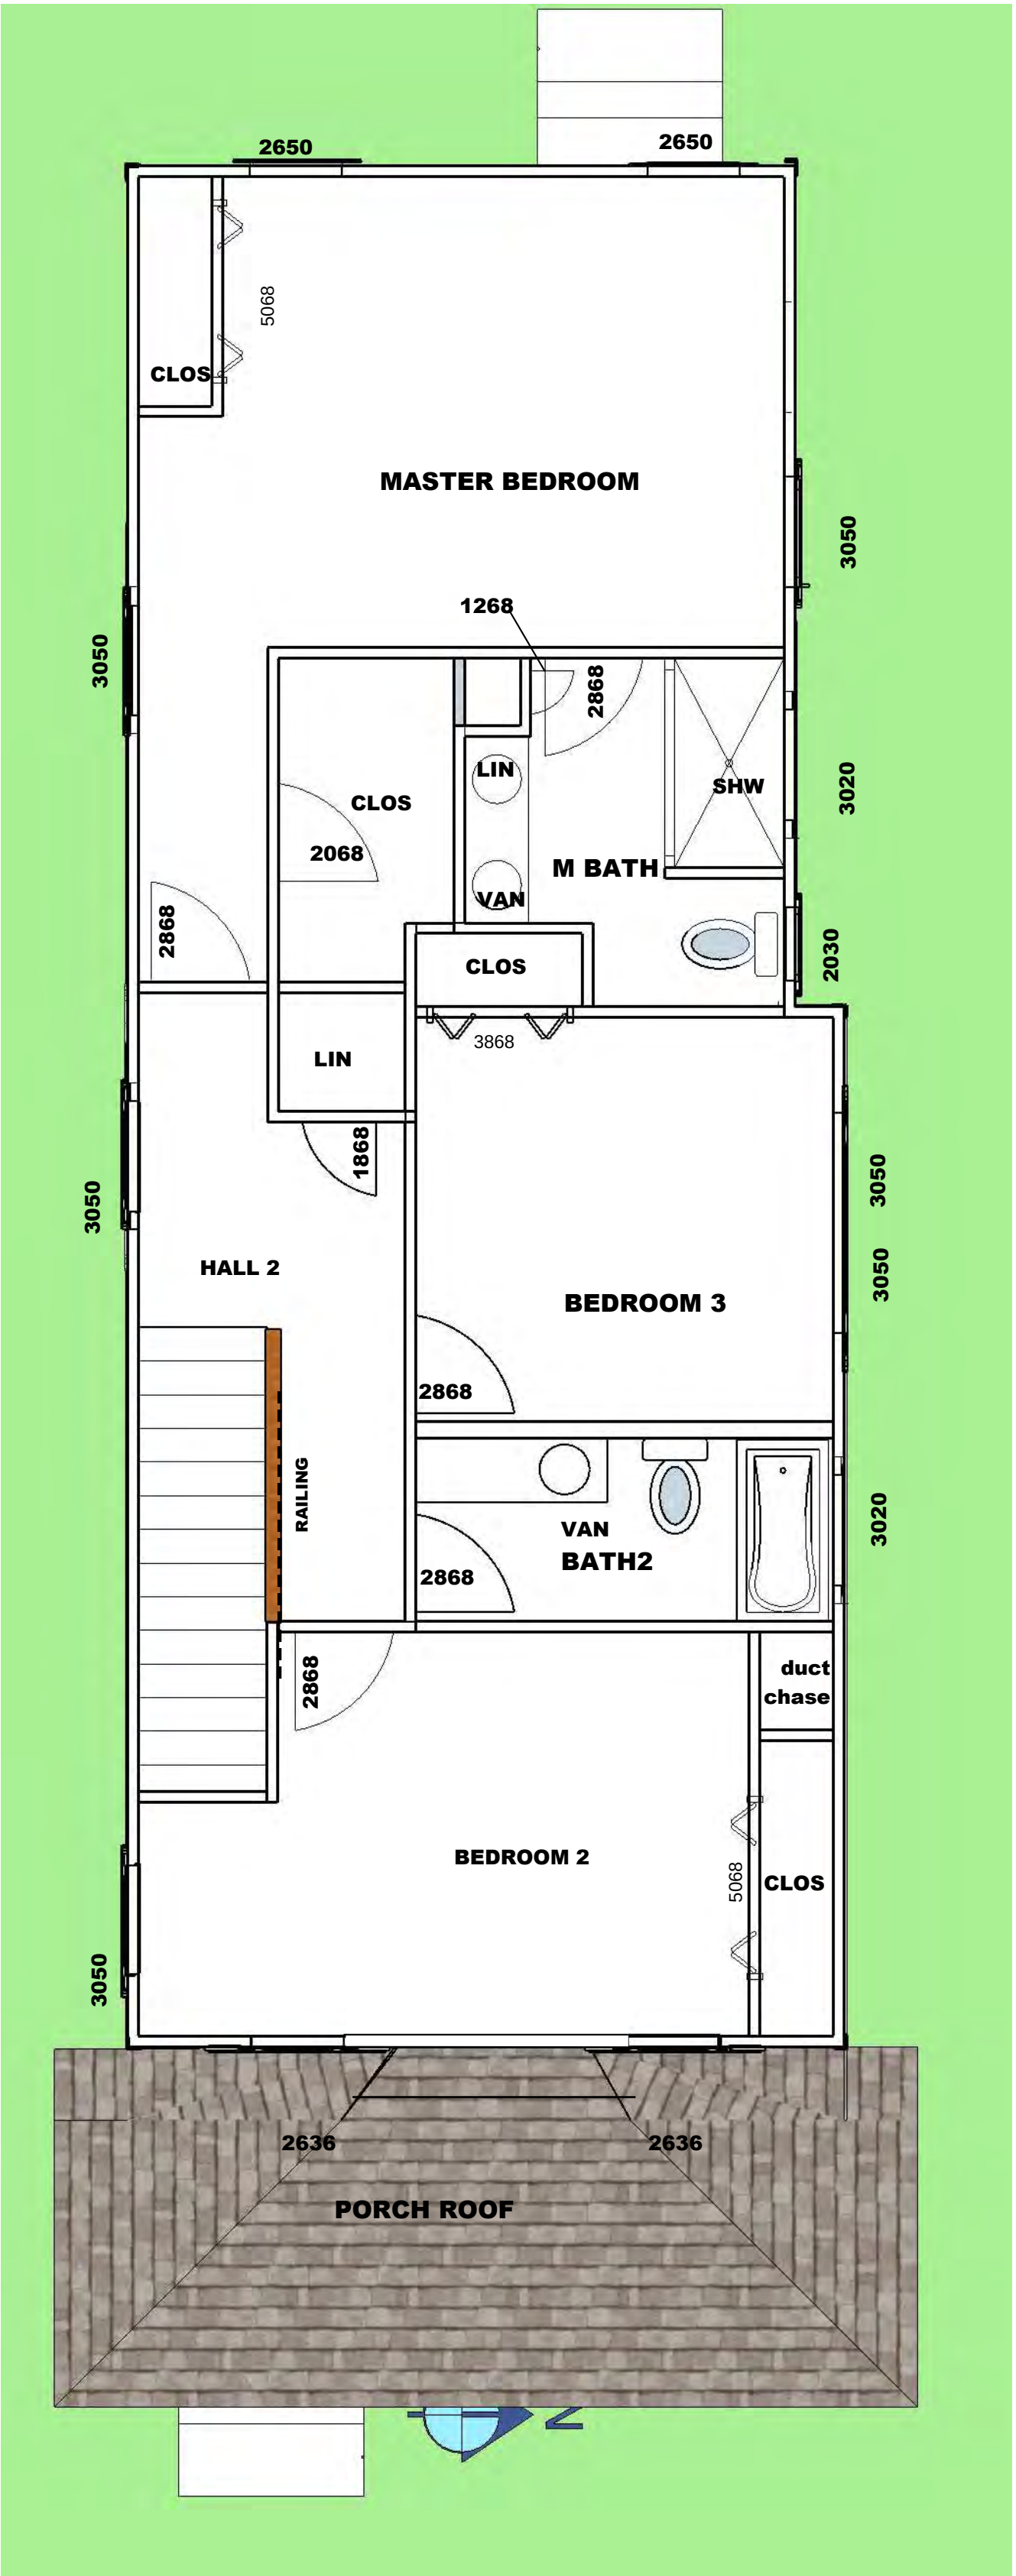 2650
2650
5068
CLOS
MASTER BEDROOM
3050
1268
3050
2868
LIN
CLOS
SHW
3020
2068
M BATH
VAN
2868
2030
CLOS
3868
LIN
1868
3050
3050
HALL 2
3050
BEDROOM 3
2868
RAILING
3020
VAN
BATH2
2868
2868
duct
chase
BEDROOM 2
5068
CLOS
3050
2636
2636
PORCH ROOF
N